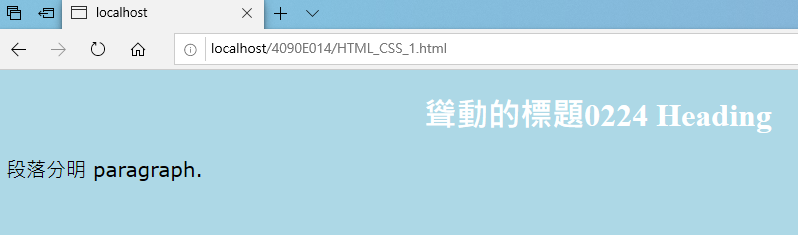 localhost
localhost/4090E014/HTML_CSS_1.html
聳動的標題0224 Heading
段落分明 paragraph.